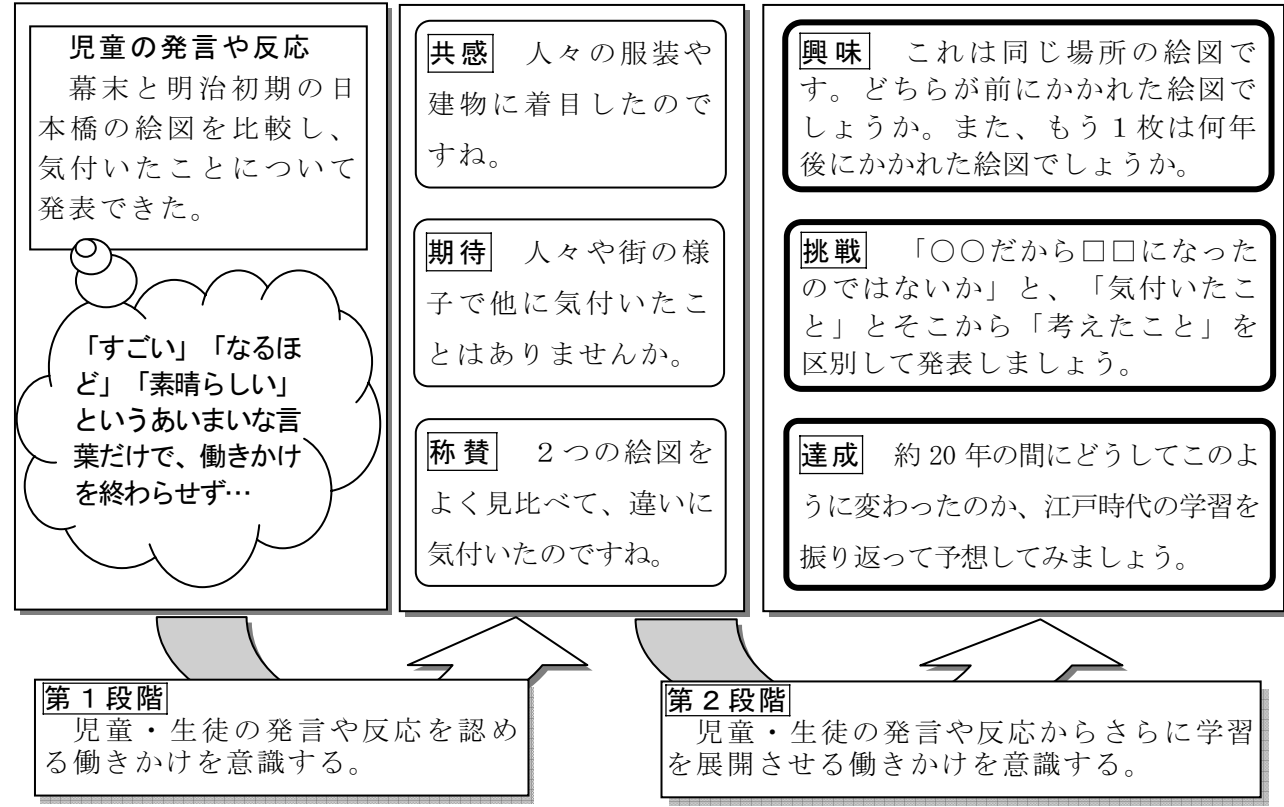 児童の発言や反応
幕末と明治初期の日
本橋の絵図を比較し、
気付いたことについて
発表できた。
「すごい」「なるほ
ど」「素晴らしい」
というあいまいな言
葉だけで、働きかけ
を終わらせず…
共感 人々の服装や
建物に着目したので
すね。
期待 人々や街の様
子で他に気付いたこ
とはありませんか。
称賛 ２つの絵図を
よく見比べて、違いに
気付いたのですね。
興味 これは同じ場所の絵図で
す。どちらが前にかかれた絵図で
しょうか。また、もう１枚は何年
後にかかれた絵図でしょうか。
挑戦 「○○だから□□になった
のではないか」と、「気付いたこ
と」とそこから「考えたこと」を
区別して発表しましょう。
達成 約 20 年の間にどうしてこのよ
うに変わったのか、江戸時代の学習を
振り返って予想してみましょう。
第１段階
児童・生徒の発言や反応を認め
る働きかけを意識する。
第２段階
児童・生徒の発言や反応からさらに学習
を展開させる働きかけを意識する。